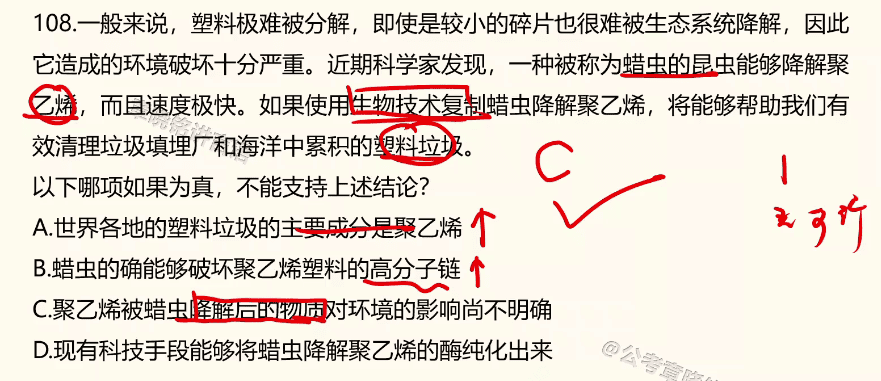 108.一般来说，塑料极难被分解，即使是较小的碎片也很难被生态系统降解，因此
它造成的环境破坏十分严重。近期科学家发现，一种被称为蜡虫的昆虫能够降解聚
乙烯，而且速度极快。如果使用生物技术复制蜡虫降解聚乙烯，将能够帮助我们有
效清理垃圾填埋厂和海洋中累积的塑料垃圾。
以下哪项如果为真，不能支持上述结论？
C
1
A.世界各地的塑料垃圾的主要成分是聚乙烯
B.蜡虫的确能够破坏聚乙烯塑料的高分子链
C.聚乙烯被蜡虫降解后的物质对环境的影响尚不明确
D.现有科技手段能够将蜡虫降解聚乙烯的酶纯化出来